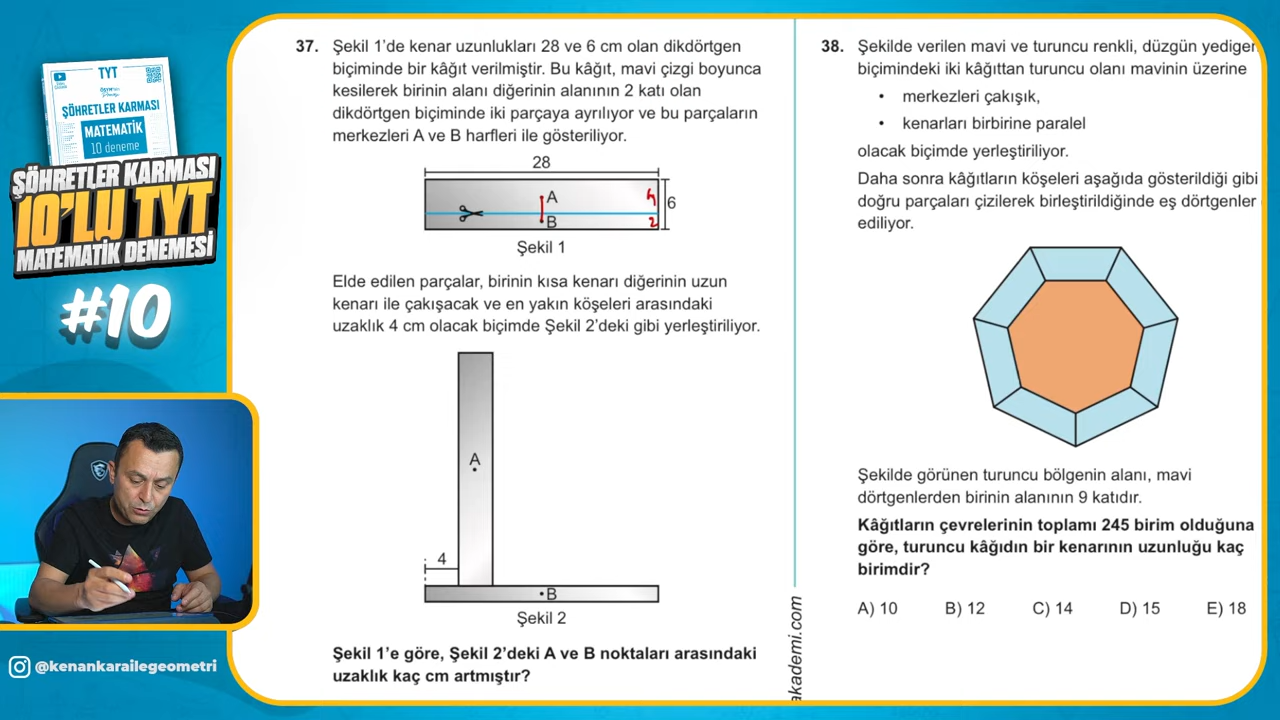 TYT
ŞÖHRETLER KARMASI
MATEMATİK
10 deneme
ŞÖHRETLER KARMASI
10'LU TYT
MATEMATİK DENEMESİ
#10
@kenankarailegeometri
37. Şekil 1'de kenar uzunlukları 28 ve 6 cm olan dikdörtgen
biçiminde bir kâğıt verilmiştir. Bu kâğıt, mavi çizgi boyunca
kesilerek birinin alanı diğerinin alanının 2 katı olan
dikdörtgen biçiminde iki parçaya ayrılıyor ve bu parçaların
merkezleri A ve B harfleri ile gösteriliyor.
28
A
4
6
B
2
Şekil 1
Elde edilen parçalar, birinin kısa kenarı diğerinin uzun
kenarı ile çakışacak ve en yakın köşeleri arasındaki
uzaklık 4 cm olacak biçimde Şekil 2'deki gibi yerleştiriliyor.
A
4
B
Şekil 2
Şekil 1'e göre, Şekil 2'deki A ve B noktaları arasındaki
uzaklık kaç cm artmıştır?
akademi.com
38. Şekilde verilen mavi ve turuncu renkli, düzgün yedigen
biçimindeki iki kâğıttan turuncu olanı mavinin üzerine
• merkezleri çakışık,
• kenarları birbirine paralel
olacak biçimde yerleştiriliyor.
Daha sonra kâğıtların köşeleri aşağıda gösterildiği gibi
doğru parçaları çizilerek birleştirildiğinde eş dörtgenler
ediliyor.
Şekilde görünen turuncu bölgenin alanı, mavi
dörtgenlerden birinin alanının 9 katıdır.
Kâğıtların çevrelerinin toplamı 245 birim olduğuna
göre, turuncu kâğıdın bir kenarının uzunluğu kaç
birimdir?
A) 10 B) 12 C) 14 D) 15 E) 18